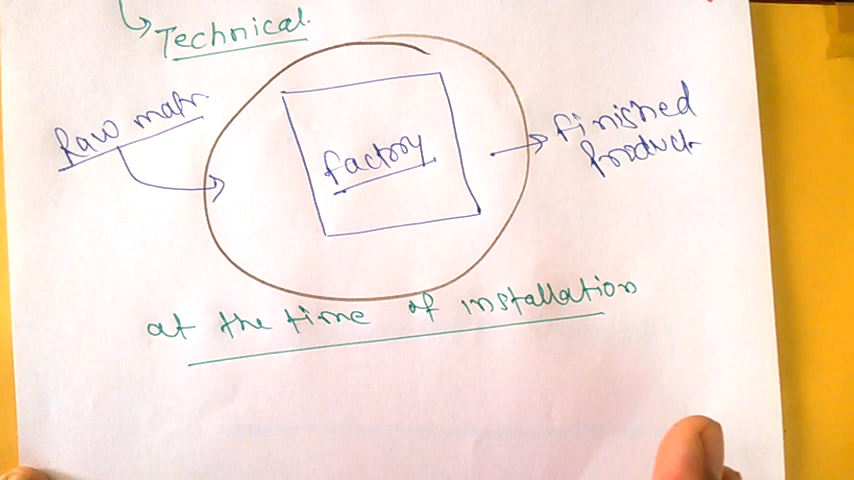 Technical.
Raw matr.
factory
Finished
Product
at the time of installation